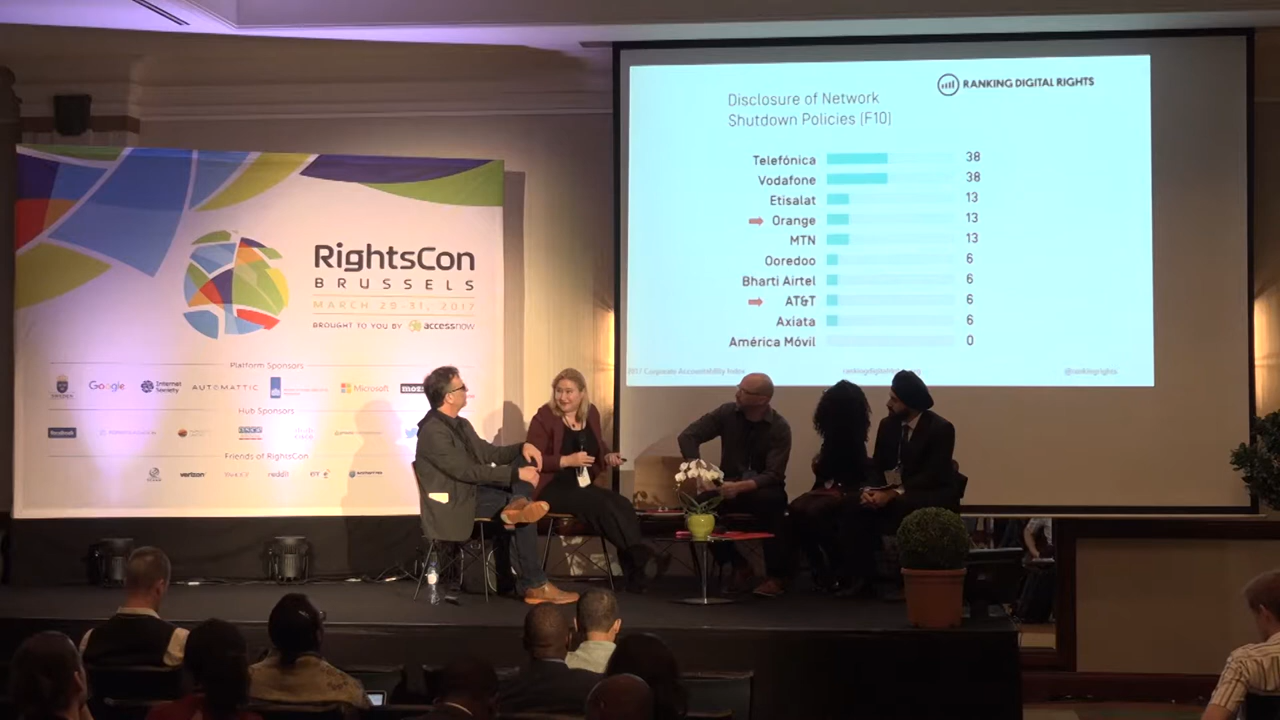 RightsCon
BRUSSELS
MARCH 29-31, 2017
BROUGHT TO YOU BY accessnow
Platform Sponsors
Google
Internet Society
AUTOMATTIC
Microsoft
Hub Sponsors
facebook
Friends of RightsCon
verizon
reddit
RANKING DIGITAL RIGHTS
Disclosure of Network
Shutdown Policies (F10)
Telefónica 38
Vodafone 38
Etisalat 13
Orange 13
MTN 13
Ooredoo 6
Bharti Airtel 6
AT&T 6
Axiata 6
América Móvil 0
2017 Corporate Accountability Index
@rankingrights